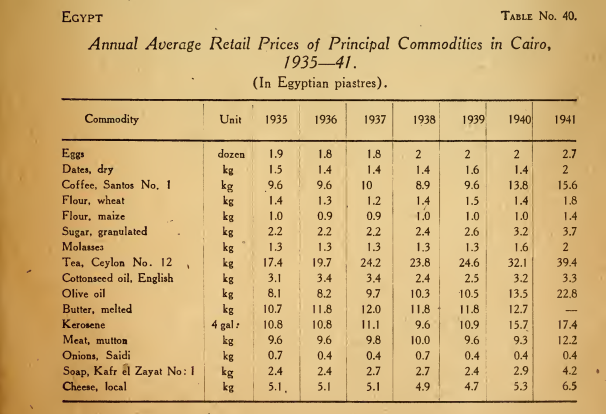 EGYPT TABLE No. 40.
Annual Average Retail Prices of Principal Commodities in Cairo,
1935—41.
(In Egyptian piastres).
Commodity Unit 1935 1936 1937 1938 1939 1940 1941
Eggs dozen 1.9 1.8 1.8 2 2 2 2.7
Dates, dry kg 1.5 1.4 1.4 1.4 1.6 1.4 2
Coffee, Santos No. 1 kg 9.6 9.6 10 8.9 9.6 13.8 15.6
Flour, wheat kg 1.4 1.3 1.2 1.4 1.5 1.4 1.8
Flour, maize kg 1.0 0.9 0.9 1.0 1.0 1.0 1.4
Sugar, granulated kg 2.2 2.2 2.2 2.4 2.6 3.2 3.7
Molasses kg 1.3 1.3 1.3 1.3 1.3 1.6 2
Tea, Ceylon No. 12 kg 17.4 19.7 24.2 23.8 24.6 32.1 39.4
Cottonseed oil, English kg 3.1 3.4 3.4 2.4 2.5 3.2 3.3
Olive oil kg 8.1 8.2 9.7 10.3 10.5 13.5 22.8
Butter, melted kg 10.7 11.8 12.0 11.8 11.8 12.7 —
Kerosene 4 gal: 10.8 10.8 11.1 9.6 10.9 15.7 17.4
Meat, mutton kg 9.6 9.6 9.8 10.0 9.6 9.3 12.2
Onions, Saidi kg 0.7 0.4 0.4 0.7 0.4 0.4 0.4
Soap, Kafr el Zayat No: 1 kg 2.4 2.4 2.7 2.7 2.4 2.9 4.2
Cheese, local kg 5.1 5.1 5.1 4.9 4.7 5.3 6.5